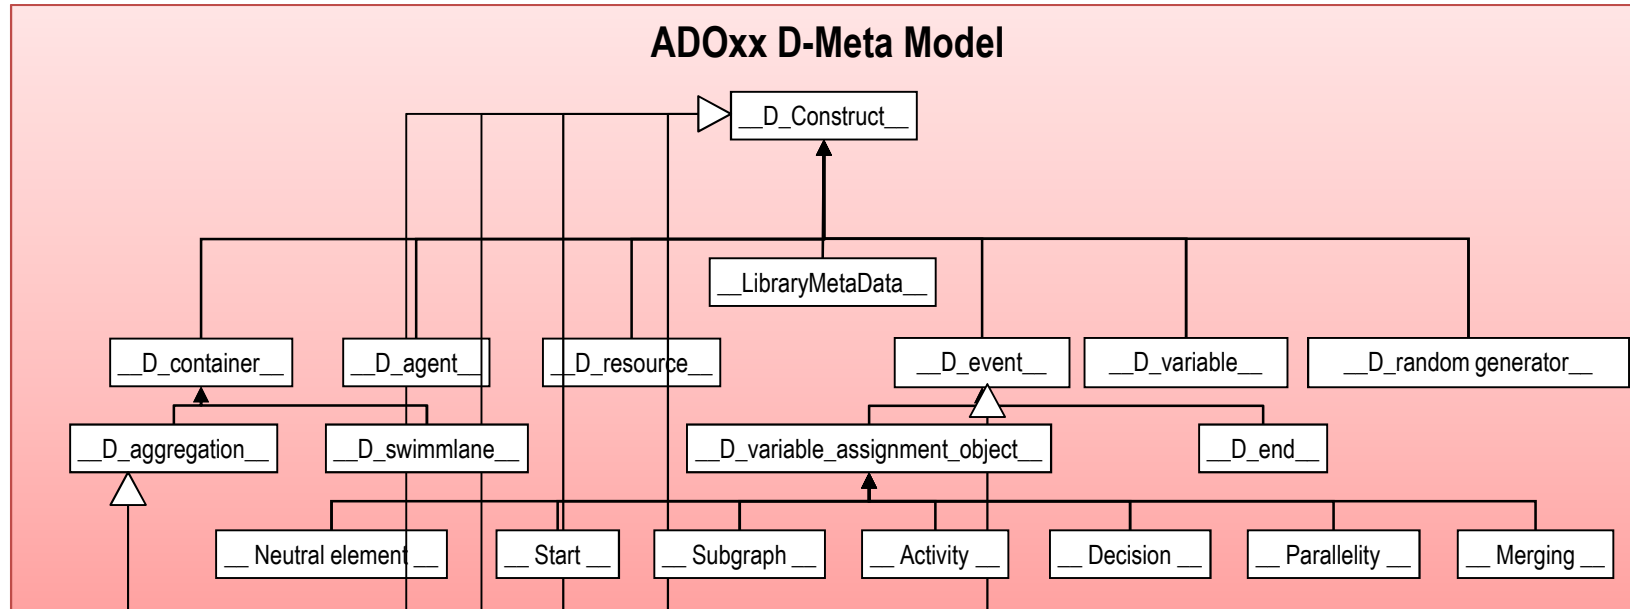 ADOxx D-Meta Model
__D_Construct__
__LibraryMetaData__
__D_container__
__D_agent__
__D_resource__
__D_event__
__D_variable__
__D_random generator__
__D_aggregation__
__D_swimmlane__
__D_variable_assignment_object__
__D_end__
__ Neutral element __
__ Start __
__ Subgraph __
__ Activity __
__ Decision __
__ Parallelity __
__ Merging __